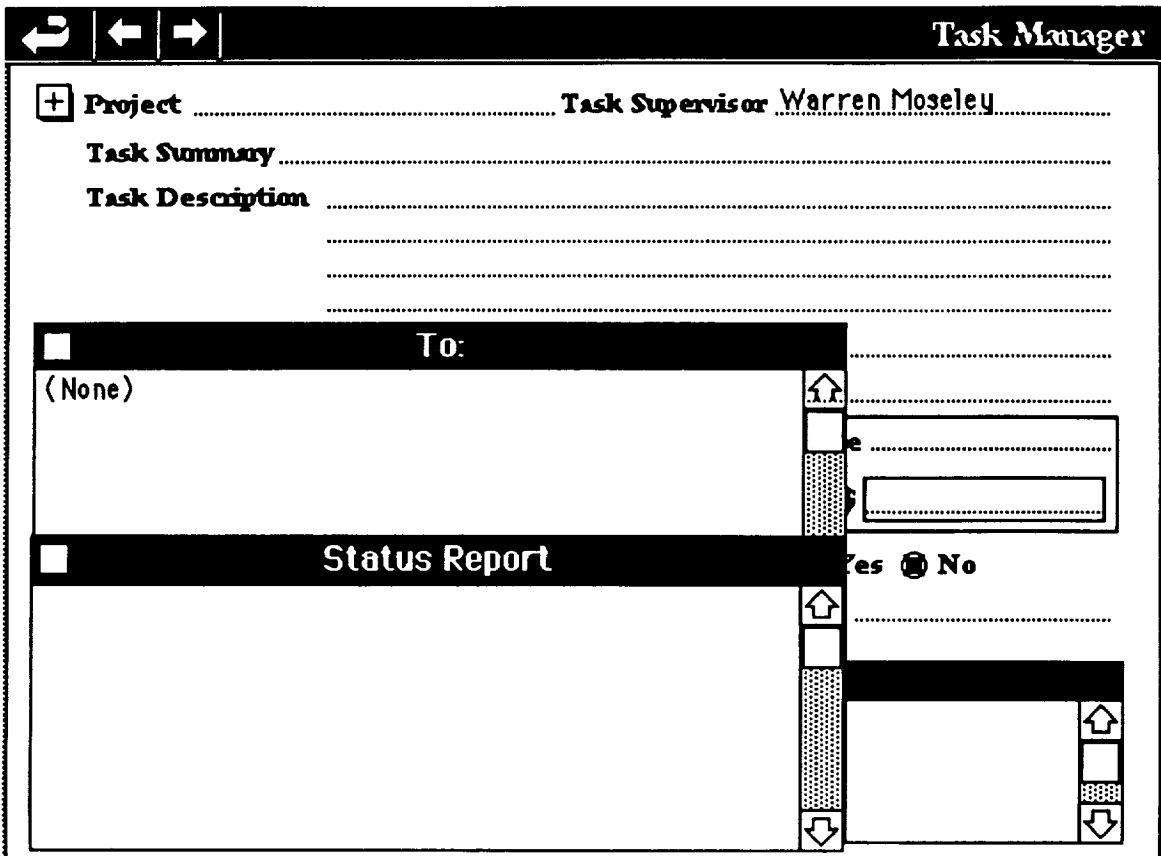 Task Manager
Project Task Supervisor Warren Moseley
Task Summary
Task Description
To:
(None)
Status Report
Yes No